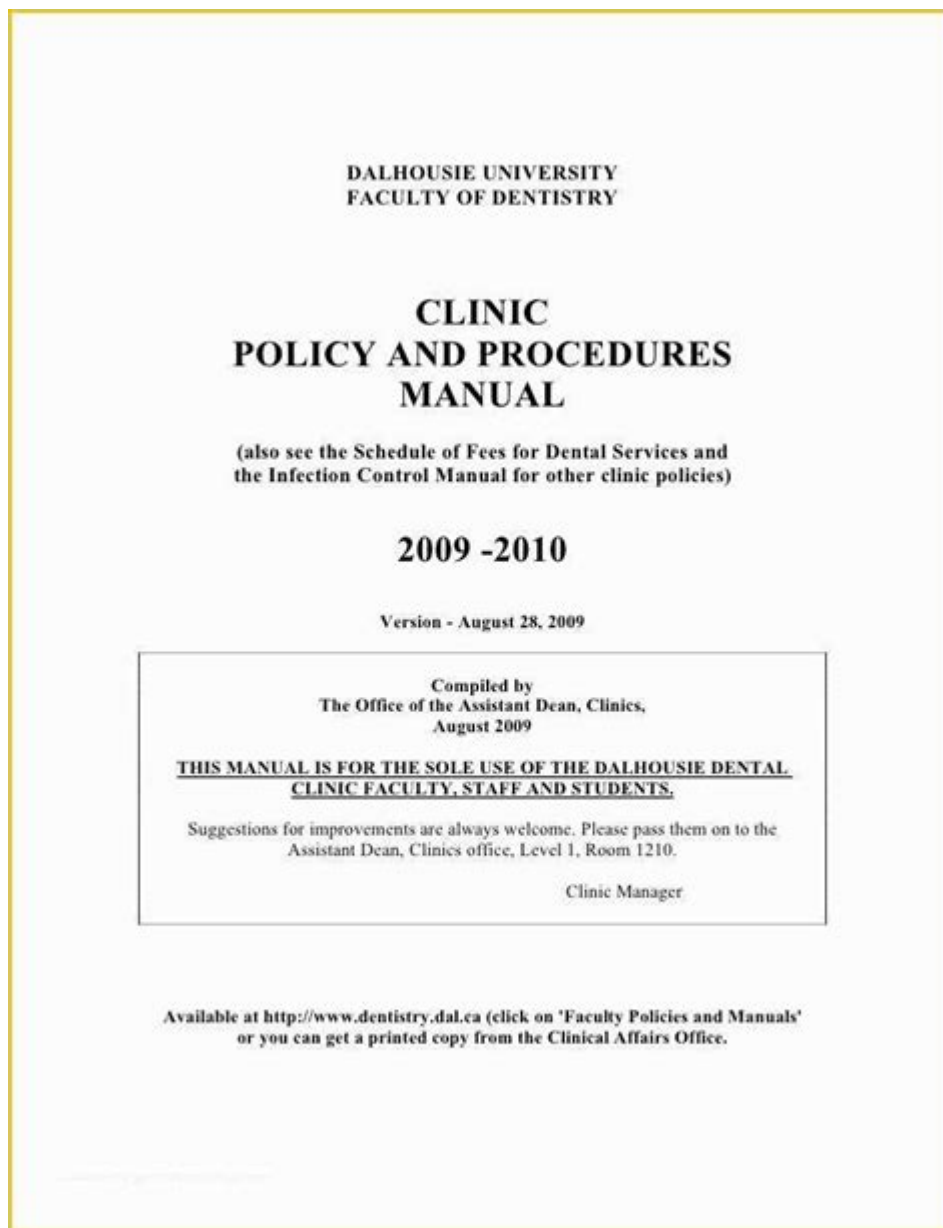 DALHOUSIE UNIVERSITY
FACULTY OF DENTISTRY
CLINIC
POLICY AND PROCEDURES
MANUAL
(also see the Schedule of Fees for Dental Services and
the Infection Control Manual for other clinic policies)
2009 -2010
Version - August 28, 2009
Compiled by
The Office of the Assistant Dean, Clinics,
August 2009
THIS MANUAL IS FOR THE SOLE USE OF THE DALHOUSIE DENTAL
CLINIC FACULTY, STAFF AND STUDENTS.
Suggestions for improvements are always welcome. Please pass them on to the
Assistant Dean, Clinics office, Level 1, Room 1210.
Clinic Manager
Available at http://www.dentistry.dal.ca (click on 'Faculty Policies and Manuals'
or you can get a printed copy from the Clinical Affairs Office.